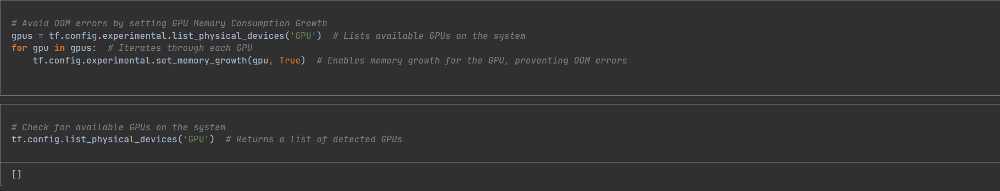 # Avoid OOM errors by setting GPU Memory Consumption Growth
gpus = tf.config.experimental.list_physical_devices('GPU')  # Lists available GPUs on the system
for gpu in gpus:  # Iterates through each GPU
    tf.config.experimental.set_memory_growth(gpu, True)  # Enables memory growth for the GPU, preventing OOM errors
# Check for available GPUs on the system
tf.config.list_physical_devices('GPU')  # Returns a list of detected GPUs
[]